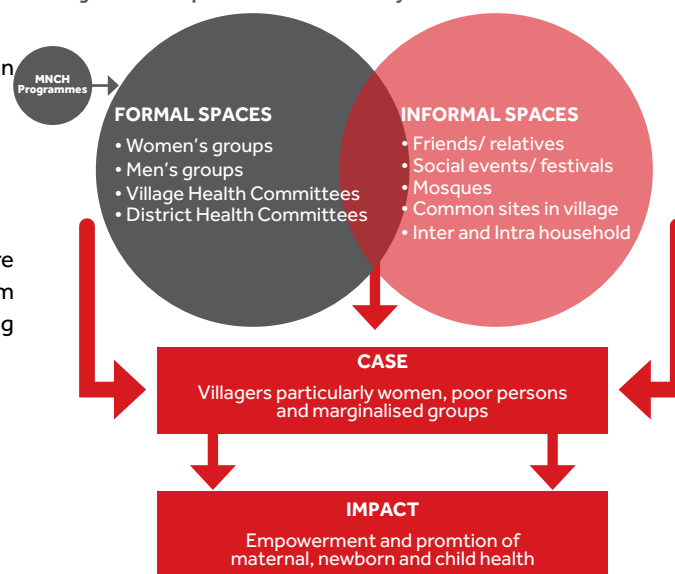 n
MNCH
Programmes
FORMAL SPACES
• Women's groups
• Men's groups
• Village Health Committees
• District Health Committees
INFORMAL SPACES
• Friends/ relatives
• Social events/ festivals
• Mosques
• Common sites in village
• Inter and Intra household
re
m
g
CASE
Villagers particularly women, poor persons
and marginalised groups
IMPACT
Empowerment and promtion of
maternal, newborn and child health